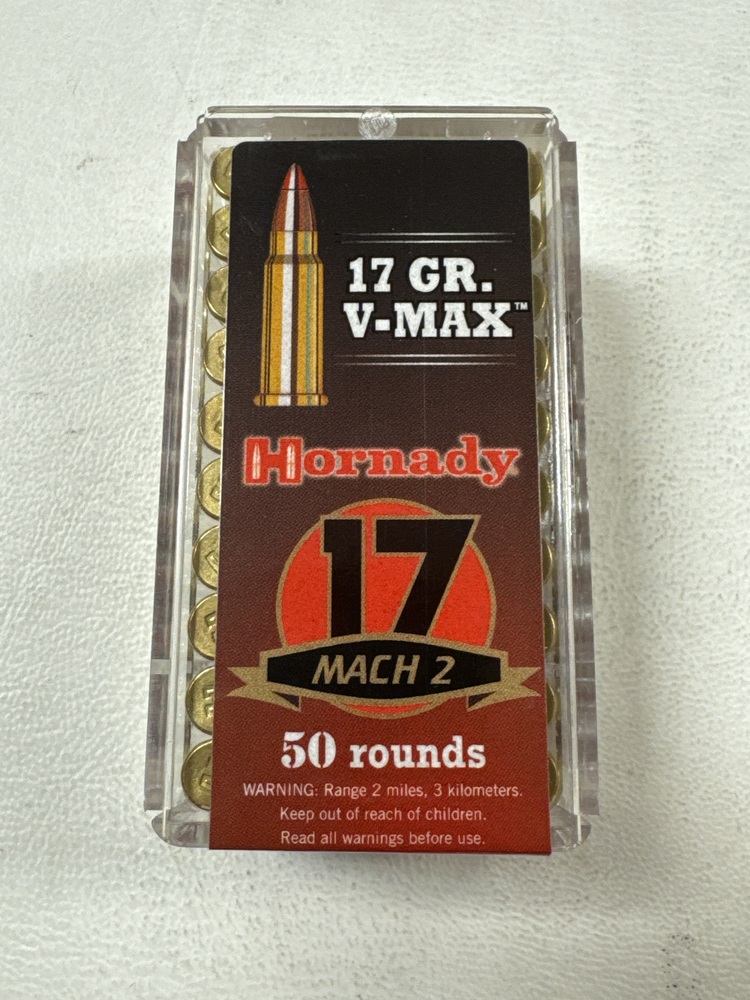 17 GR.
V-MAX™
Hornady
17
MACH 2
50 rounds
WARNING: Range 2 miles, 3 kilometers.
Keep out of reach of children.
Read all warnings before use.